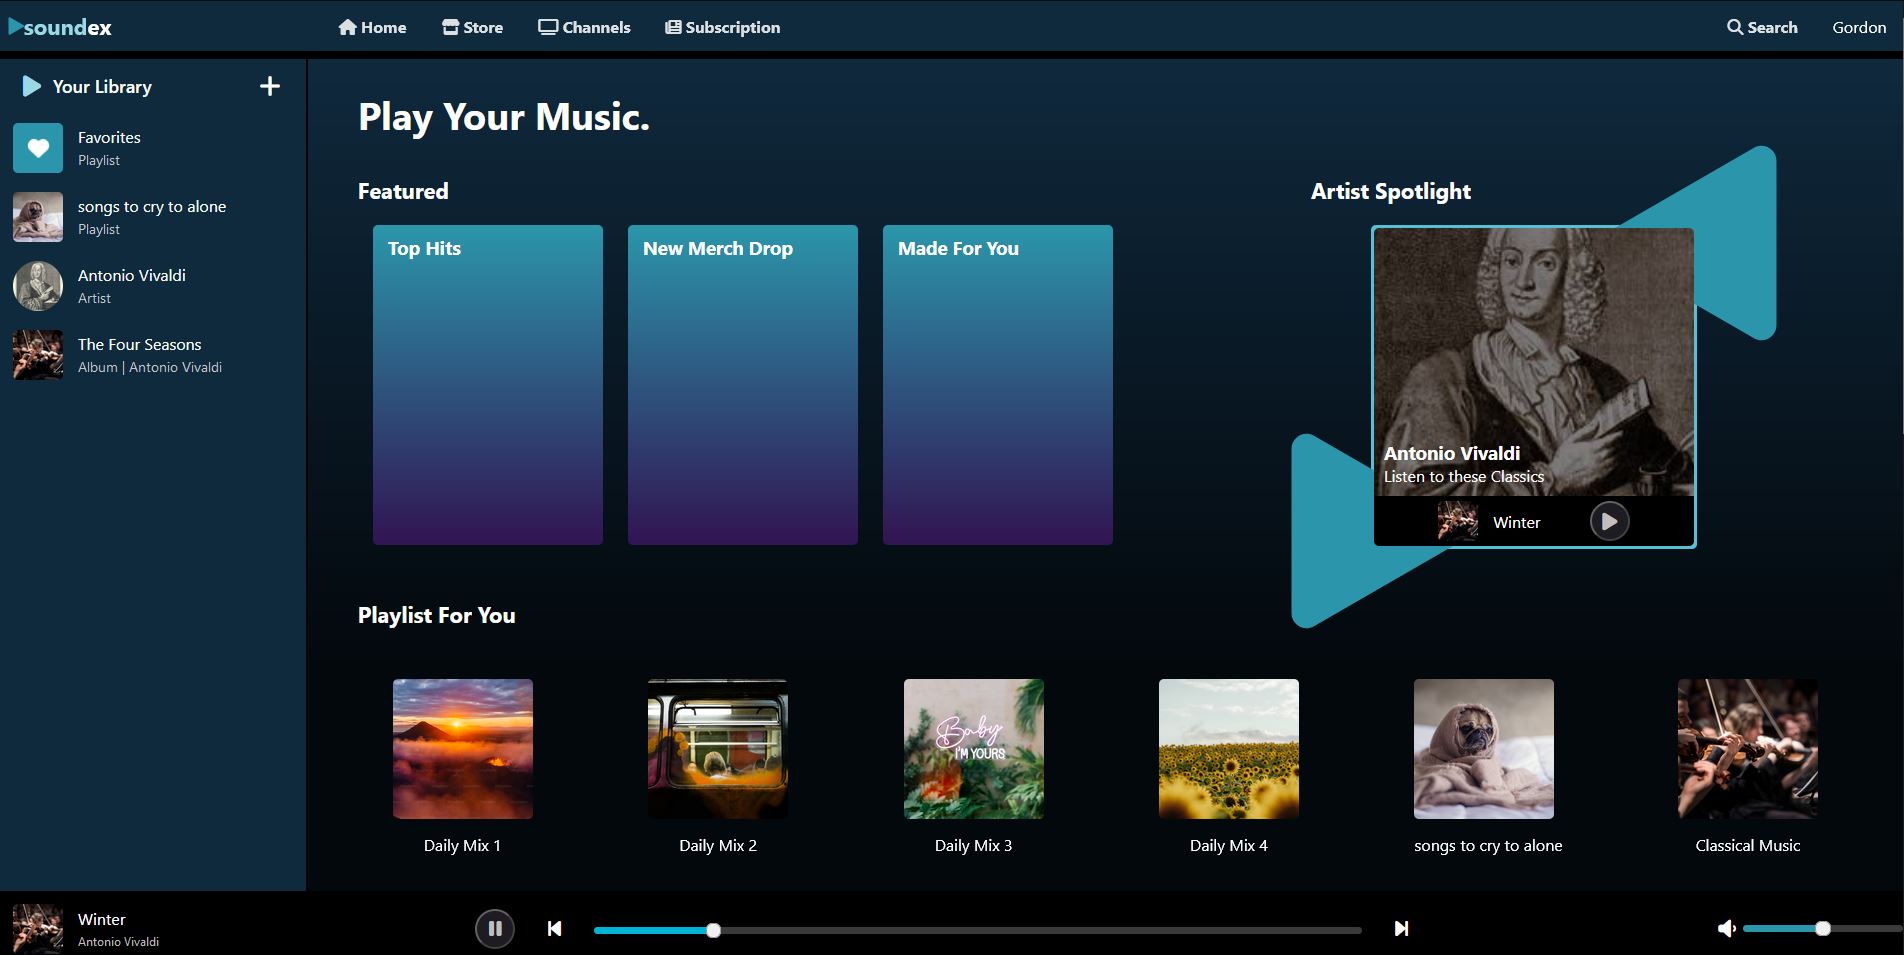 soundex
Home
Store
Channels
Subscription
Search
Gordon
Your Library
Favorites
Playlist
songs to cry to alone
Playlist
Antonio Vivaldi
Artist
The Four Seasons
Album | Antonio Vivaldi
Play Your Music.
Featured
Top Hits
New Merch Drop
Made For You
Artist Spotlight
Antonio Vivaldi
Listen to these Classics
Winter
Playlist For You
Baby
I'M YOURS
Daily Mix 1
Daily Mix 2
Daily Mix 3
Daily Mix 4
songs to cry to alone
Classical Music
Winter
Antonio Vivaldi